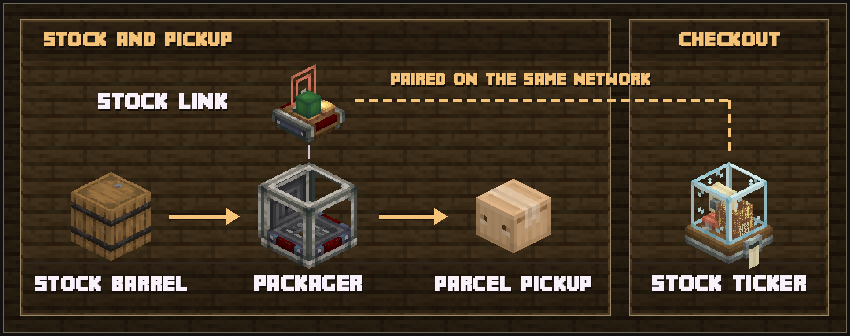 STOCK AND PICKUP
CHECKOUT
PAIRED ON THE SAME NETWORK
STOCK LINK
STOCK BARREL
PACKAGER
PARCEL PICKUP
STOCK TICKER